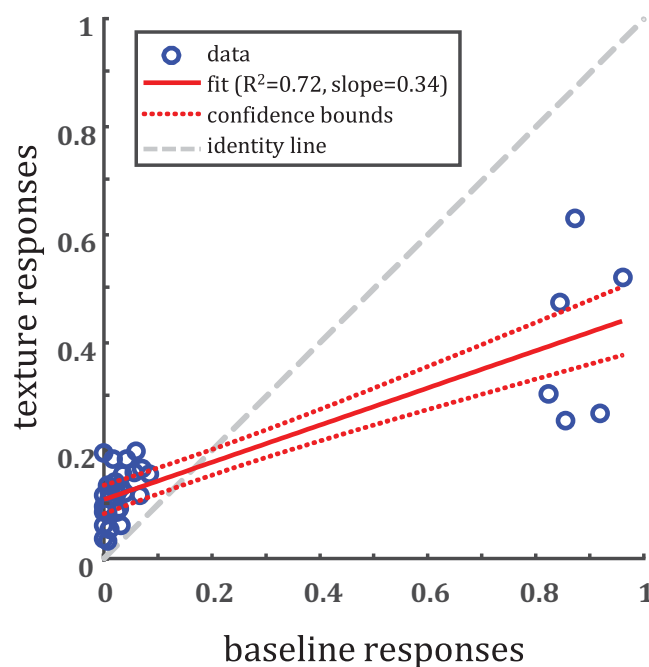 1
data
fit (R²=0.72, slope=0.34)
confidence bounds
identity line
0.8
0.6
0.4
0.2
0
texture responses
0 0.2 0.4 0.6 0.8 1
baseline responses